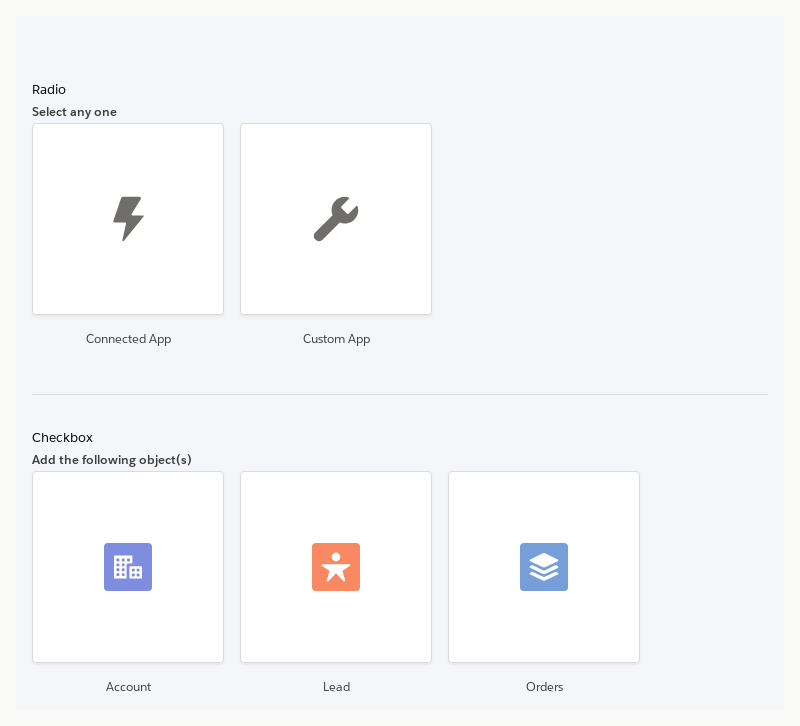 Radio
Select any one
Connected App
Custom App
Checkbox
Add the following object(s)
Account
Lead
Orders